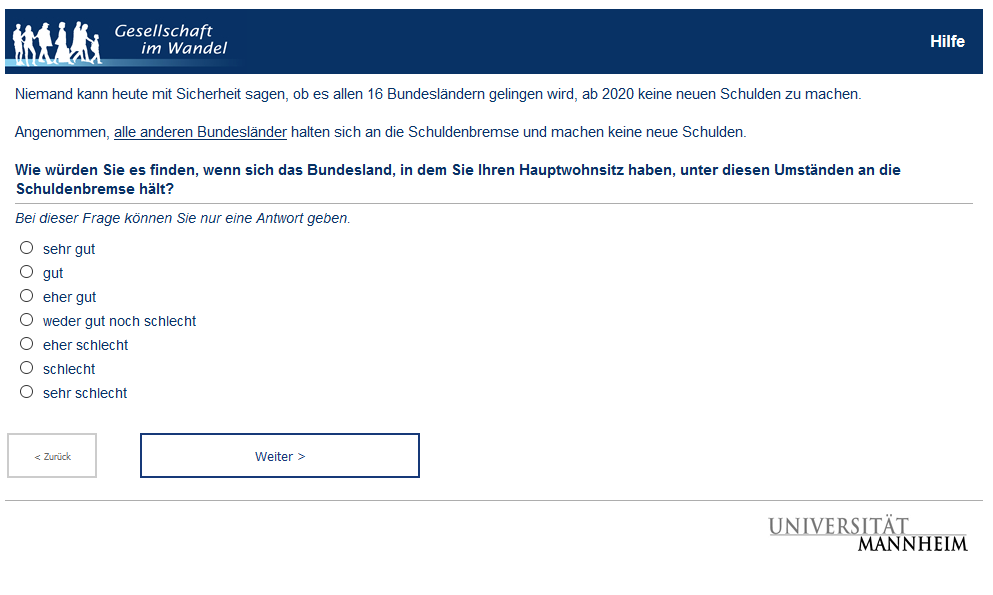 Gesellschaft
im Wandel
Hilfe
Niemand kann heute mit Sicherheit sagen, ob es allen 16 Bundesländern gelingen wird, ab 2020 keine neuen Schulden zu machen.
Angenommen, alle anderen Bundesländer halten sich an die Schuldenbremse und machen keine neue Schulden.
Wie würden Sie es finden, wenn sich das Bundesland, in dem Sie Ihren Hauptwohnsitz haben, unter diesen Umständen an die
Schuldenbremse hält?
Bei dieser Frage können Sie nur eine Antwort geben.
sehr gut
gut
eher gut
weder gut noch schlecht
eher schlecht
schlecht
sehr schlecht
< Zurück
Weiter >
UNIVERSITÄT
MANNHEIM